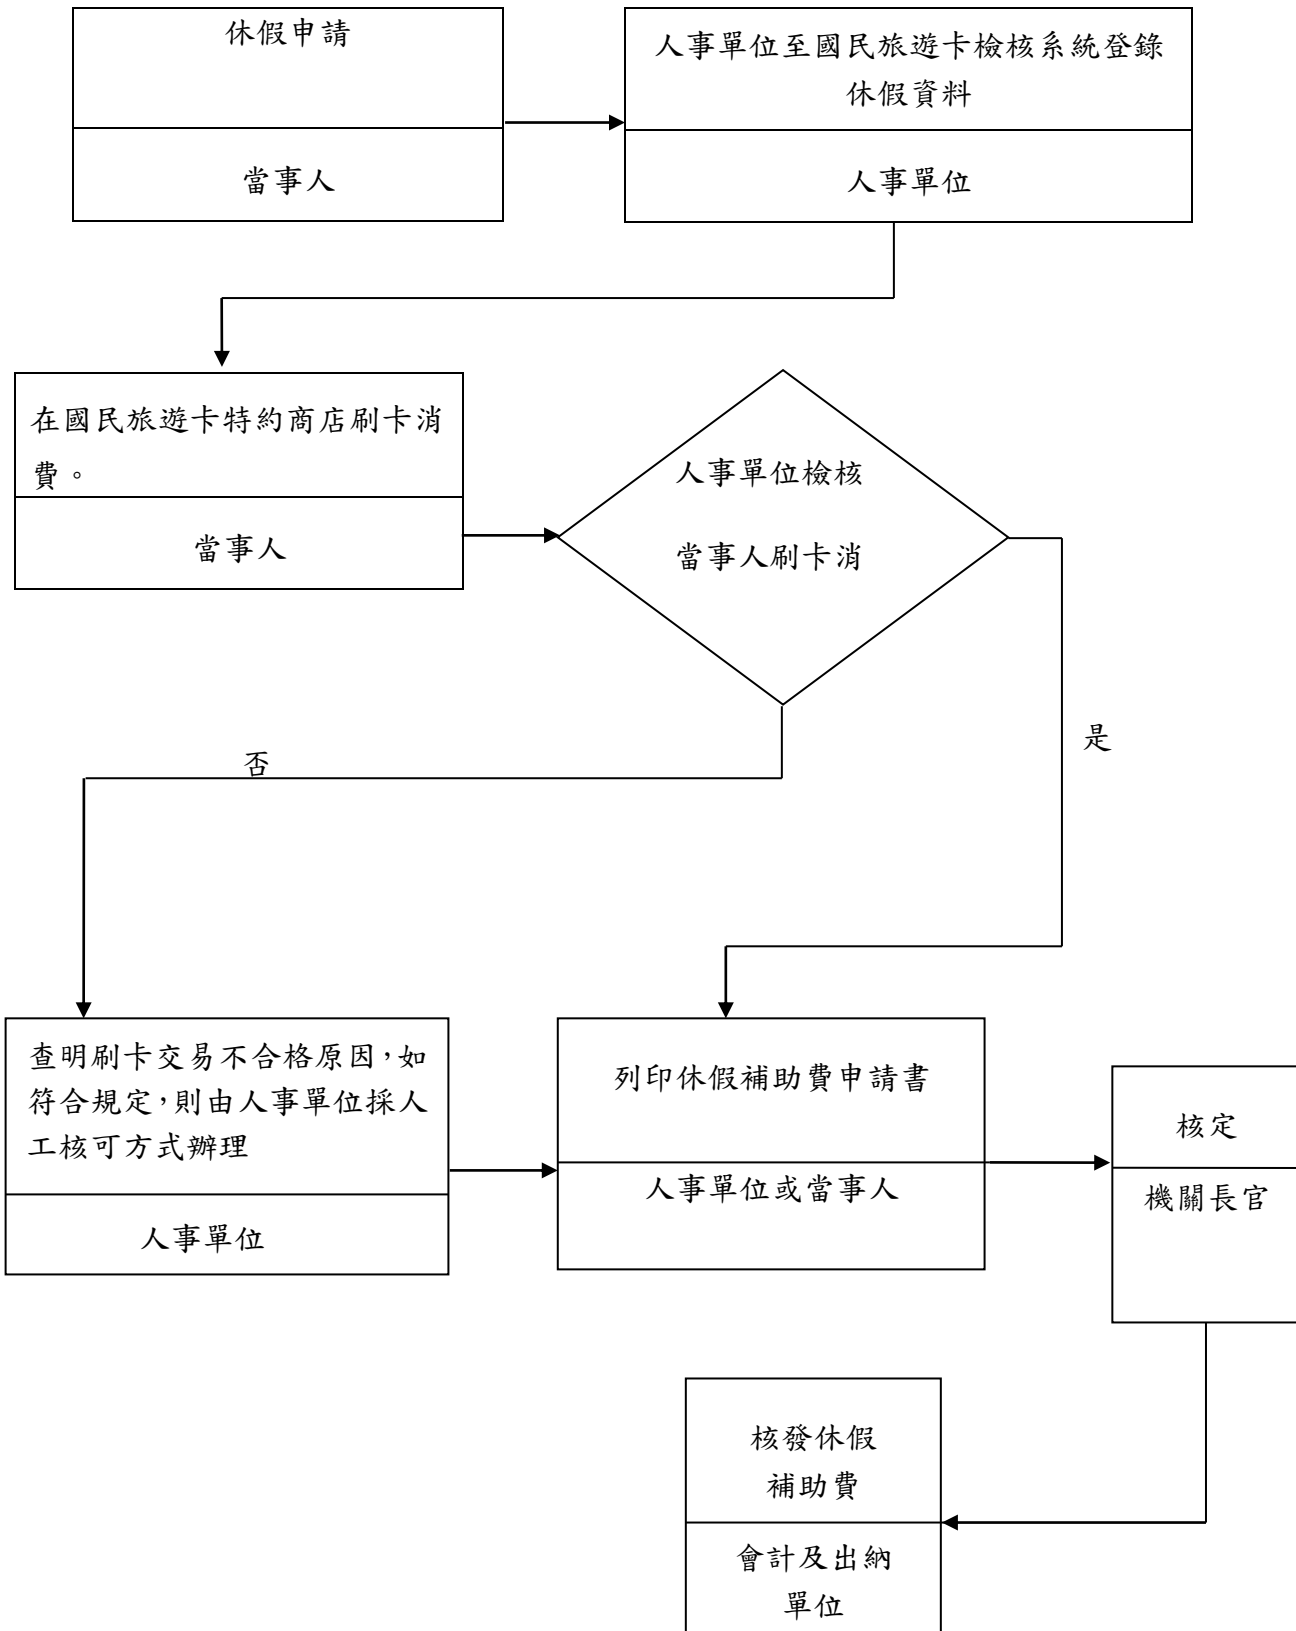 休假申請
當事人
人事單位至國民旅遊卡檢核系統登錄
休假資料
人事單位
在國民旅遊卡特約商店刷卡消
費。
當事人
人事單位檢核
當事人刷卡消
是
否
查明刷卡交易不合格原因，如
符合規定，則由人事單位採人
工核可方式辦理
人事單位
列印休假補助費申請書
人事單位或當事人
核定
機關長官
核發休假
補助費
會計及出納
單位